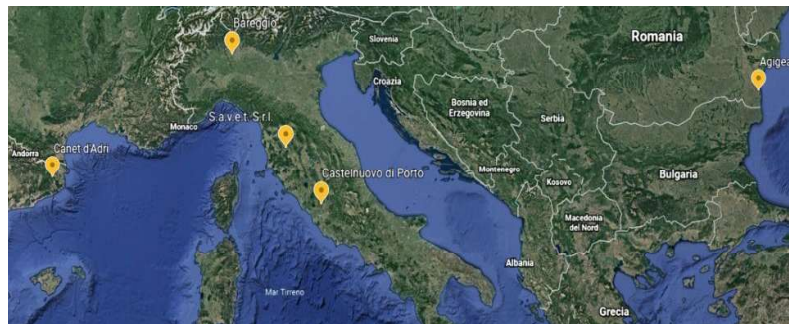 Bareggio
Slovenia
Romania
Agigea
Croazia
S.a.v.e.t. S.r.l.
Bosnia ed
Erzegovina
Serbia
Monaco
Andorra
Canet d'Adri
Castelnuovo di Porto
Montenegro
Kosovo
Bulgaria
Macedonia
del Nord
Albania
Mar Tirreno
Grecia